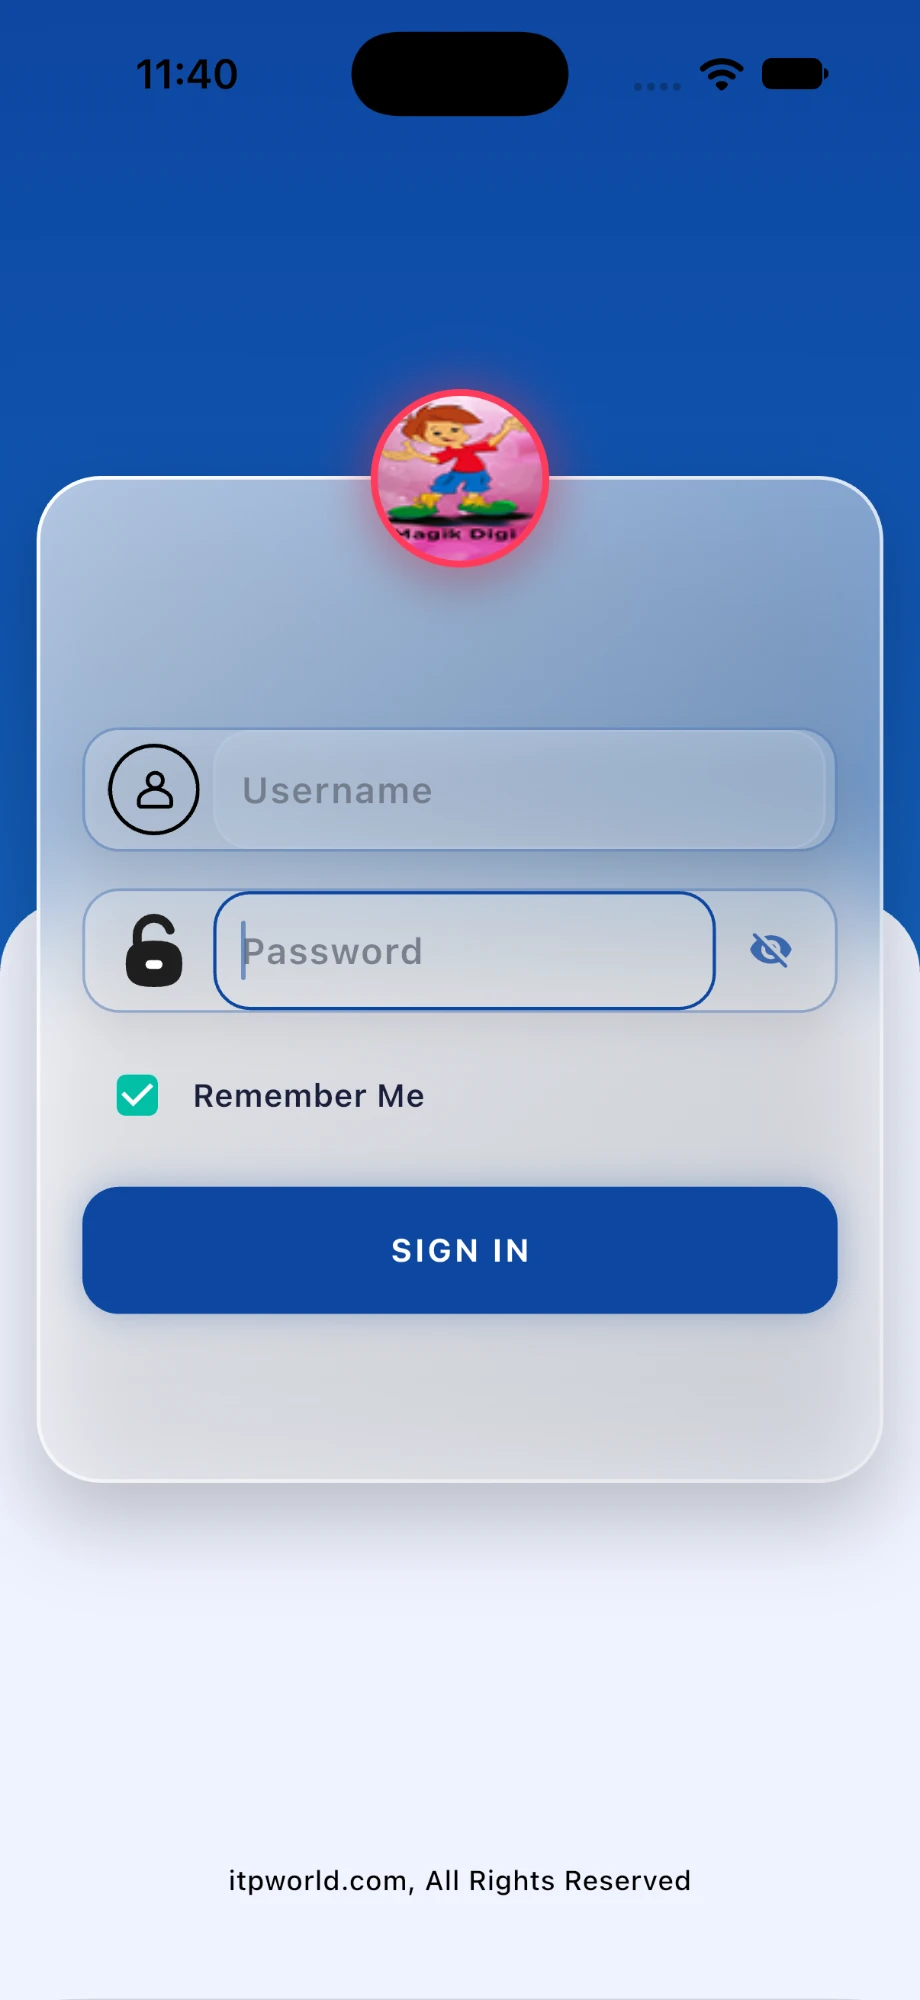 11:40
Magik Digi
Username
Password
Remember Me
SIGN IN
itpworld.com, All Rights Reserved